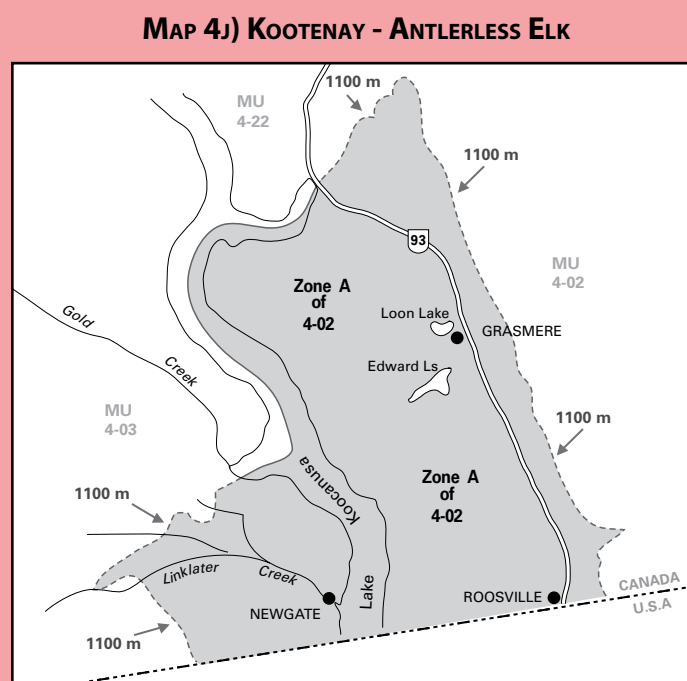 MAP 4J) KOOTENAY - ANTLERLESS ELK
1100 m
MU
4-22
1100 m
93
MU
4-02
Zone A
of
4-02
Loon Lake
GRASMERE
Gold
Creek
Edward Ls
MU
4-03
1100 m
Koocanusa
Lake
Zone A
of
4-02
1100 m
Linklater
Creek
NEWGATE
ROOSVILLE
CANADA
U.S.A
1100 m